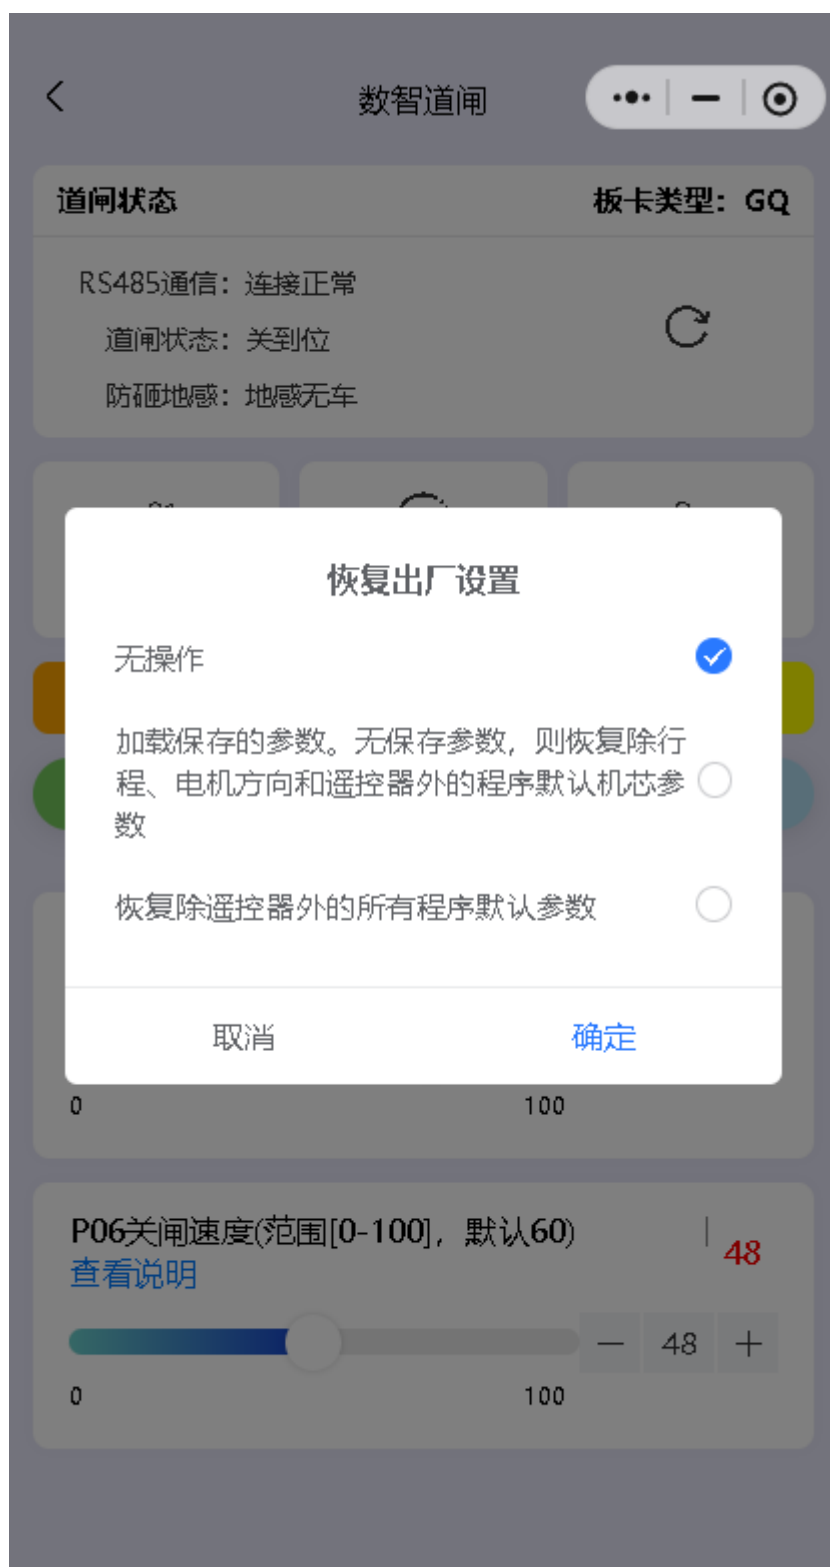 数智道闸
道闸状态
板卡类型：GQ
RS485通信：连接正常
道闸状态：关到位
防砸地感：地感无车
恢复出厂设置
无操作
加载保存的参数。无保存参数，则恢复除行
程、电机方向和遥控器外的程序默认机芯参
数
恢复除遥控器外的所有程序默认参数
取消
确定
0
100
P06关闸速度(范围[0-100]，默认60)
48
查看说明
48
0
100